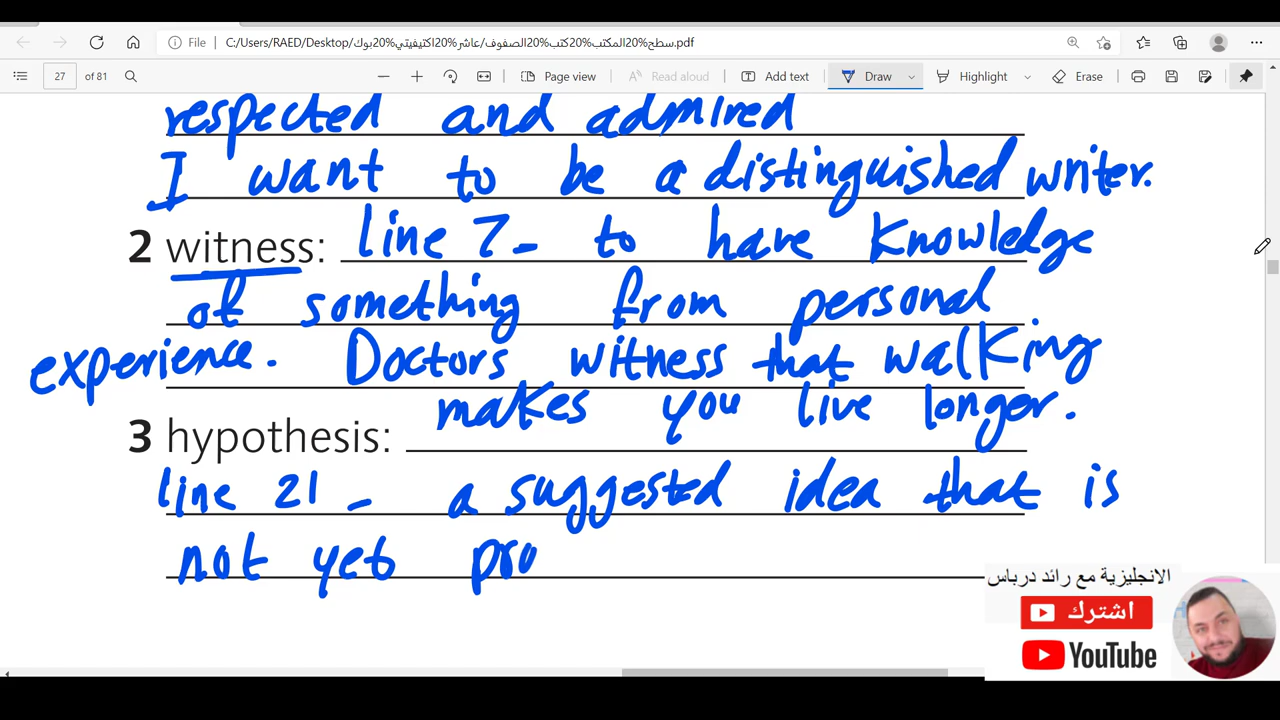 File C:/Users/RAED/Desktop/سطح%20المكتب%20كتب%20الصفوف/عاشر%20اكتيفيتي%20بوك.pdf
27 of 81 Page view Read aloud Add text Draw Highlight Erase
respected and admired
I want to be a distinguished writer.
2 witness: line 7- to have knowledge
of something from personal
experience. Doctors witness that walking
makes you live longer.
3 hypothesis:
line 21 - a suggested idea that is
not yet pro
الانجليزية مع رائد درباس
اشترك
YouTube